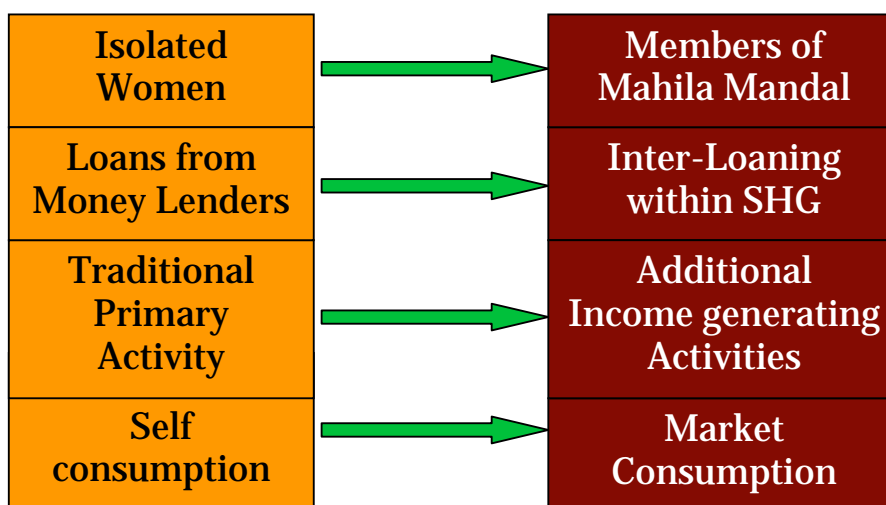 Isolated
Women
Members of
Mahila Mandal
Loans from
Money Lenders
Inter-Loaning
within SHG
Traditional
Primary
Activity
Additional
Income generating
Activities
Self
consumption
Market
Consumption